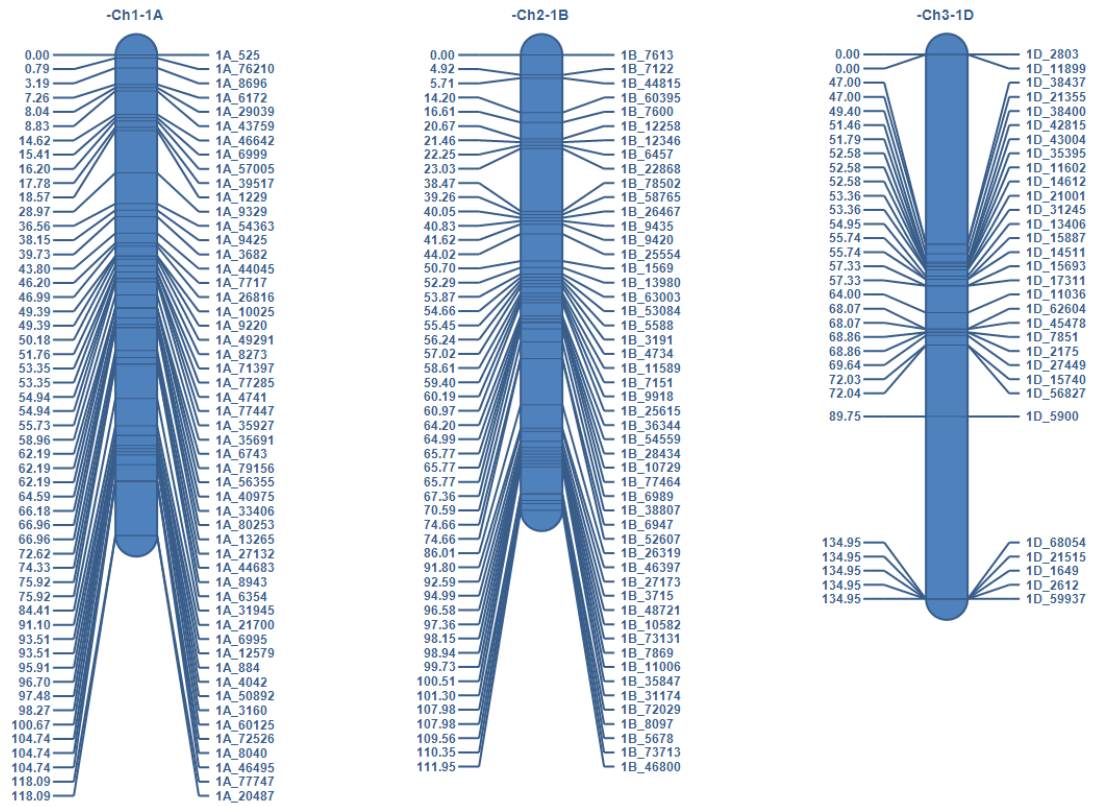 -Ch1-1A
0.00 1A_525
0.79 1A_76210
3.19 1A_8696
7.26 1A_6172
8.04 1A_29039
8.83 1A_43759
14.62 1A_46642
15.41 1A_6999
16.20 1A_57005
17.78 1A_39517
18.57 1A_1229
28.97 1A_9329
36.56 1A_54363
38.15 1A_9425
39.73 1A_3682
43.80 1A_44045
46.20 1A_7717
46.99 1A_26816
49.39 1A_10025
49.39 1A_9220
50.18 1A_49291
51.76 1A_8273
53.35 1A_71397
53.35 1A_77285
54.94 1A_4741
54.94 1A_77447
55.73 1A_35927
58.96 1A_35691
62.19 1A_6743
62.19 1A_79156
62.19 1A_56355
64.59 1A_40975
66.18 1A_33406
66.96 1A_80253
66.96 1A_13265
72.62 1A_27132
74.33 1A_44683
75.92 1A_8943
75.92 1A_6354
84.41 1A_31945
91.10 1A_21700
93.51 1A_6995
93.51 1A_12579
95.91 1A_884
96.70 1A_4042
97.48 1A_50892
98.27 1A_3160
100.67 1A_60125
104.74 1A_72526
104.74 1A_8040
104.74 1A_46495
118.09 1A_77747
118.09 1A_20487
-Ch2-1B
0.00 1B_7613
4.92 1B_7122
5.71 1B_44815
14.20 1B_60395
16.61 1B_7600
20.67 1B_12258
21.46 1B_12346
22.25 1B_6457
23.03 1B_22868
38.47 1B_78502
39.26 1B_58765
40.05 1B_26467
40.83 1B_9435
41.62 1B_9420
44.02 1B_25554
50.70 1B_1569
52.29 1B_13980
53.87 1B_63003
54.66 1B_53084
55.45 1B_5588
56.24 1B_3191
57.02 1B_4734
58.61 1B_11589
59.40 1B_7151
60.19 1B_9918
60.97 1B_25615
64.20 1B_36344
64.99 1B_54559
65.77 1B_28434
65.77 1B_10729
65.77 1B_77464
67.36 1B_6989
70.59 1B_38807
74.66 1B_6947
74.66 1B_52607
86.01 1B_26319
91.80 1B_46397
92.59 1B_27173
94.99 1B_3715
96.58 1B_48721
97.36 1B_10582
98.15 1B_73131
98.94 1B_7869
99.73 1B_11006
100.51 1B_35847
101.30 1B_31174
107.98 1B_72029
107.98 1B_8097
109.56 1B_5678
110.35 1B_73713
111.95 1B_46800
-Ch3-1D
0.00 1D_2803
0.00 1D_11899
47.00 1D_38437
47.00 1D_21355
49.40 1D_38400
51.46 1D_42815
51.79 1D_43004
52.58 1D_35395
52.58 1D_11602
52.58 1D_14612
53.36 1D_21001
53.36 1D_31245
54.95 1D_13406
55.74 1D_15887
55.74 1D_14511
57.33 1D_15693
57.33 1D_17311
64.00 1D_11036
68.07 1D_62604
68.07 1D_45478
68.86 1D_7851
68.86 1D_2175
69.64 1D_27449
72.03 1D_15740
72.04 1D_56827
89.75 1D_5900
134.95 1D_68054
134.95 1D_21515
134.95 1D_1649
134.95 1D_2612
134.95 1D_59937